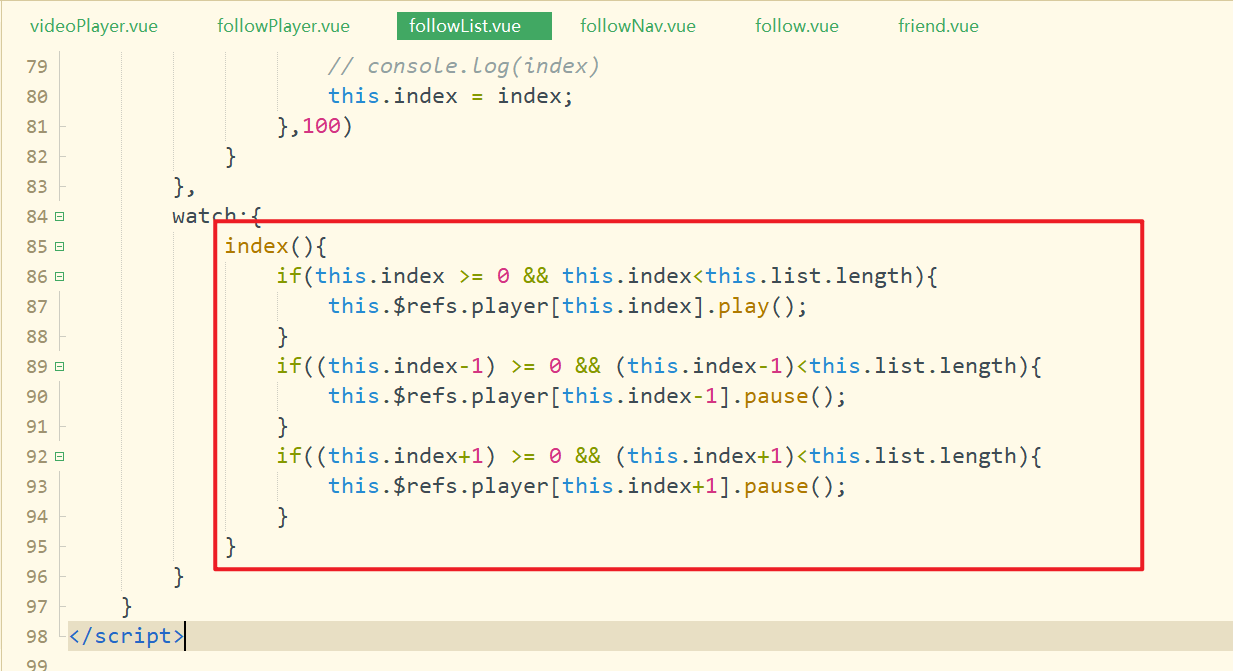 videoPlayer.vue followPlayer.vue followList.vue followNav.vue follow.vue friend.vue
79 // console.log(index)
80 this.index = index;
81 },100)
82 }
83 },
84 watch:{
85 index(){
86 if(this.index >= 0 && this.index<this.list.length){
87 this.$refs.player[this.index].play();
88 }
89 if((this.index-1) >= 0 && (this.index-1)<this.list.length){
90 this.$refs.player[this.index-1].pause();
91 }
92 if((this.index+1) >= 0 && (this.index+1)<this.list.length){
93 this.$refs.player[this.index+1].pause();
94 }
95 }
96 }
97 }
98 </script>
99